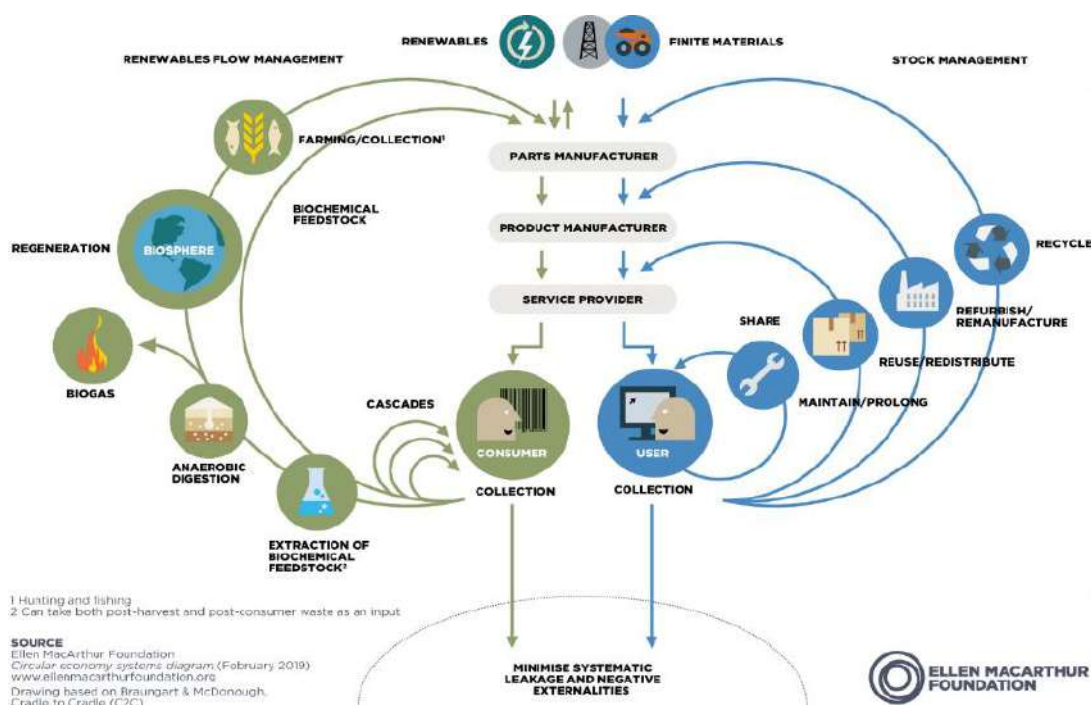 RENEWABLES
FINITE MATERIALS
RENEWABLES FLOW MANAGEMENT
STOCK MANAGEMENT
FARMING/COLLECTION¹
PARTS MANUFACTURER
BIOCHEMICAL
FEEDSTOCK
PRODUCT MANUFACTURER
REGENERATION
BIOSPHERE
RECYCLE
SERVICE PROVIDER
SHARE
REFURBISH/
REMANUFACTURE
REUSE/REDISTRIBUTE
BIOGAS
CASCADES
MAINTAIN/PROLONG
CONSUMER
USER
ANAEROBIC
DIGESTION
COLLECTION
COLLECTION
EXTRACTION OF
BIOCHEMICAL
FEEDSTOCK²
1 Hunting and fishing
2 Can take both post-harvest and post-consumer waste as an input
SOURCE
Ellen MacArthur Foundation
Circular economy systems diagram (February 2019)
www.ellenmacarthurfoundation.org
Drawing based on Braungart & McDonough,
Cradle to Cradle (C2C)
MINIMISE SYSTEMATIC
LEAKAGE AND NEGATIVE
EXTERNALITIES
ELLEN MACARTHUR
FOUNDATION